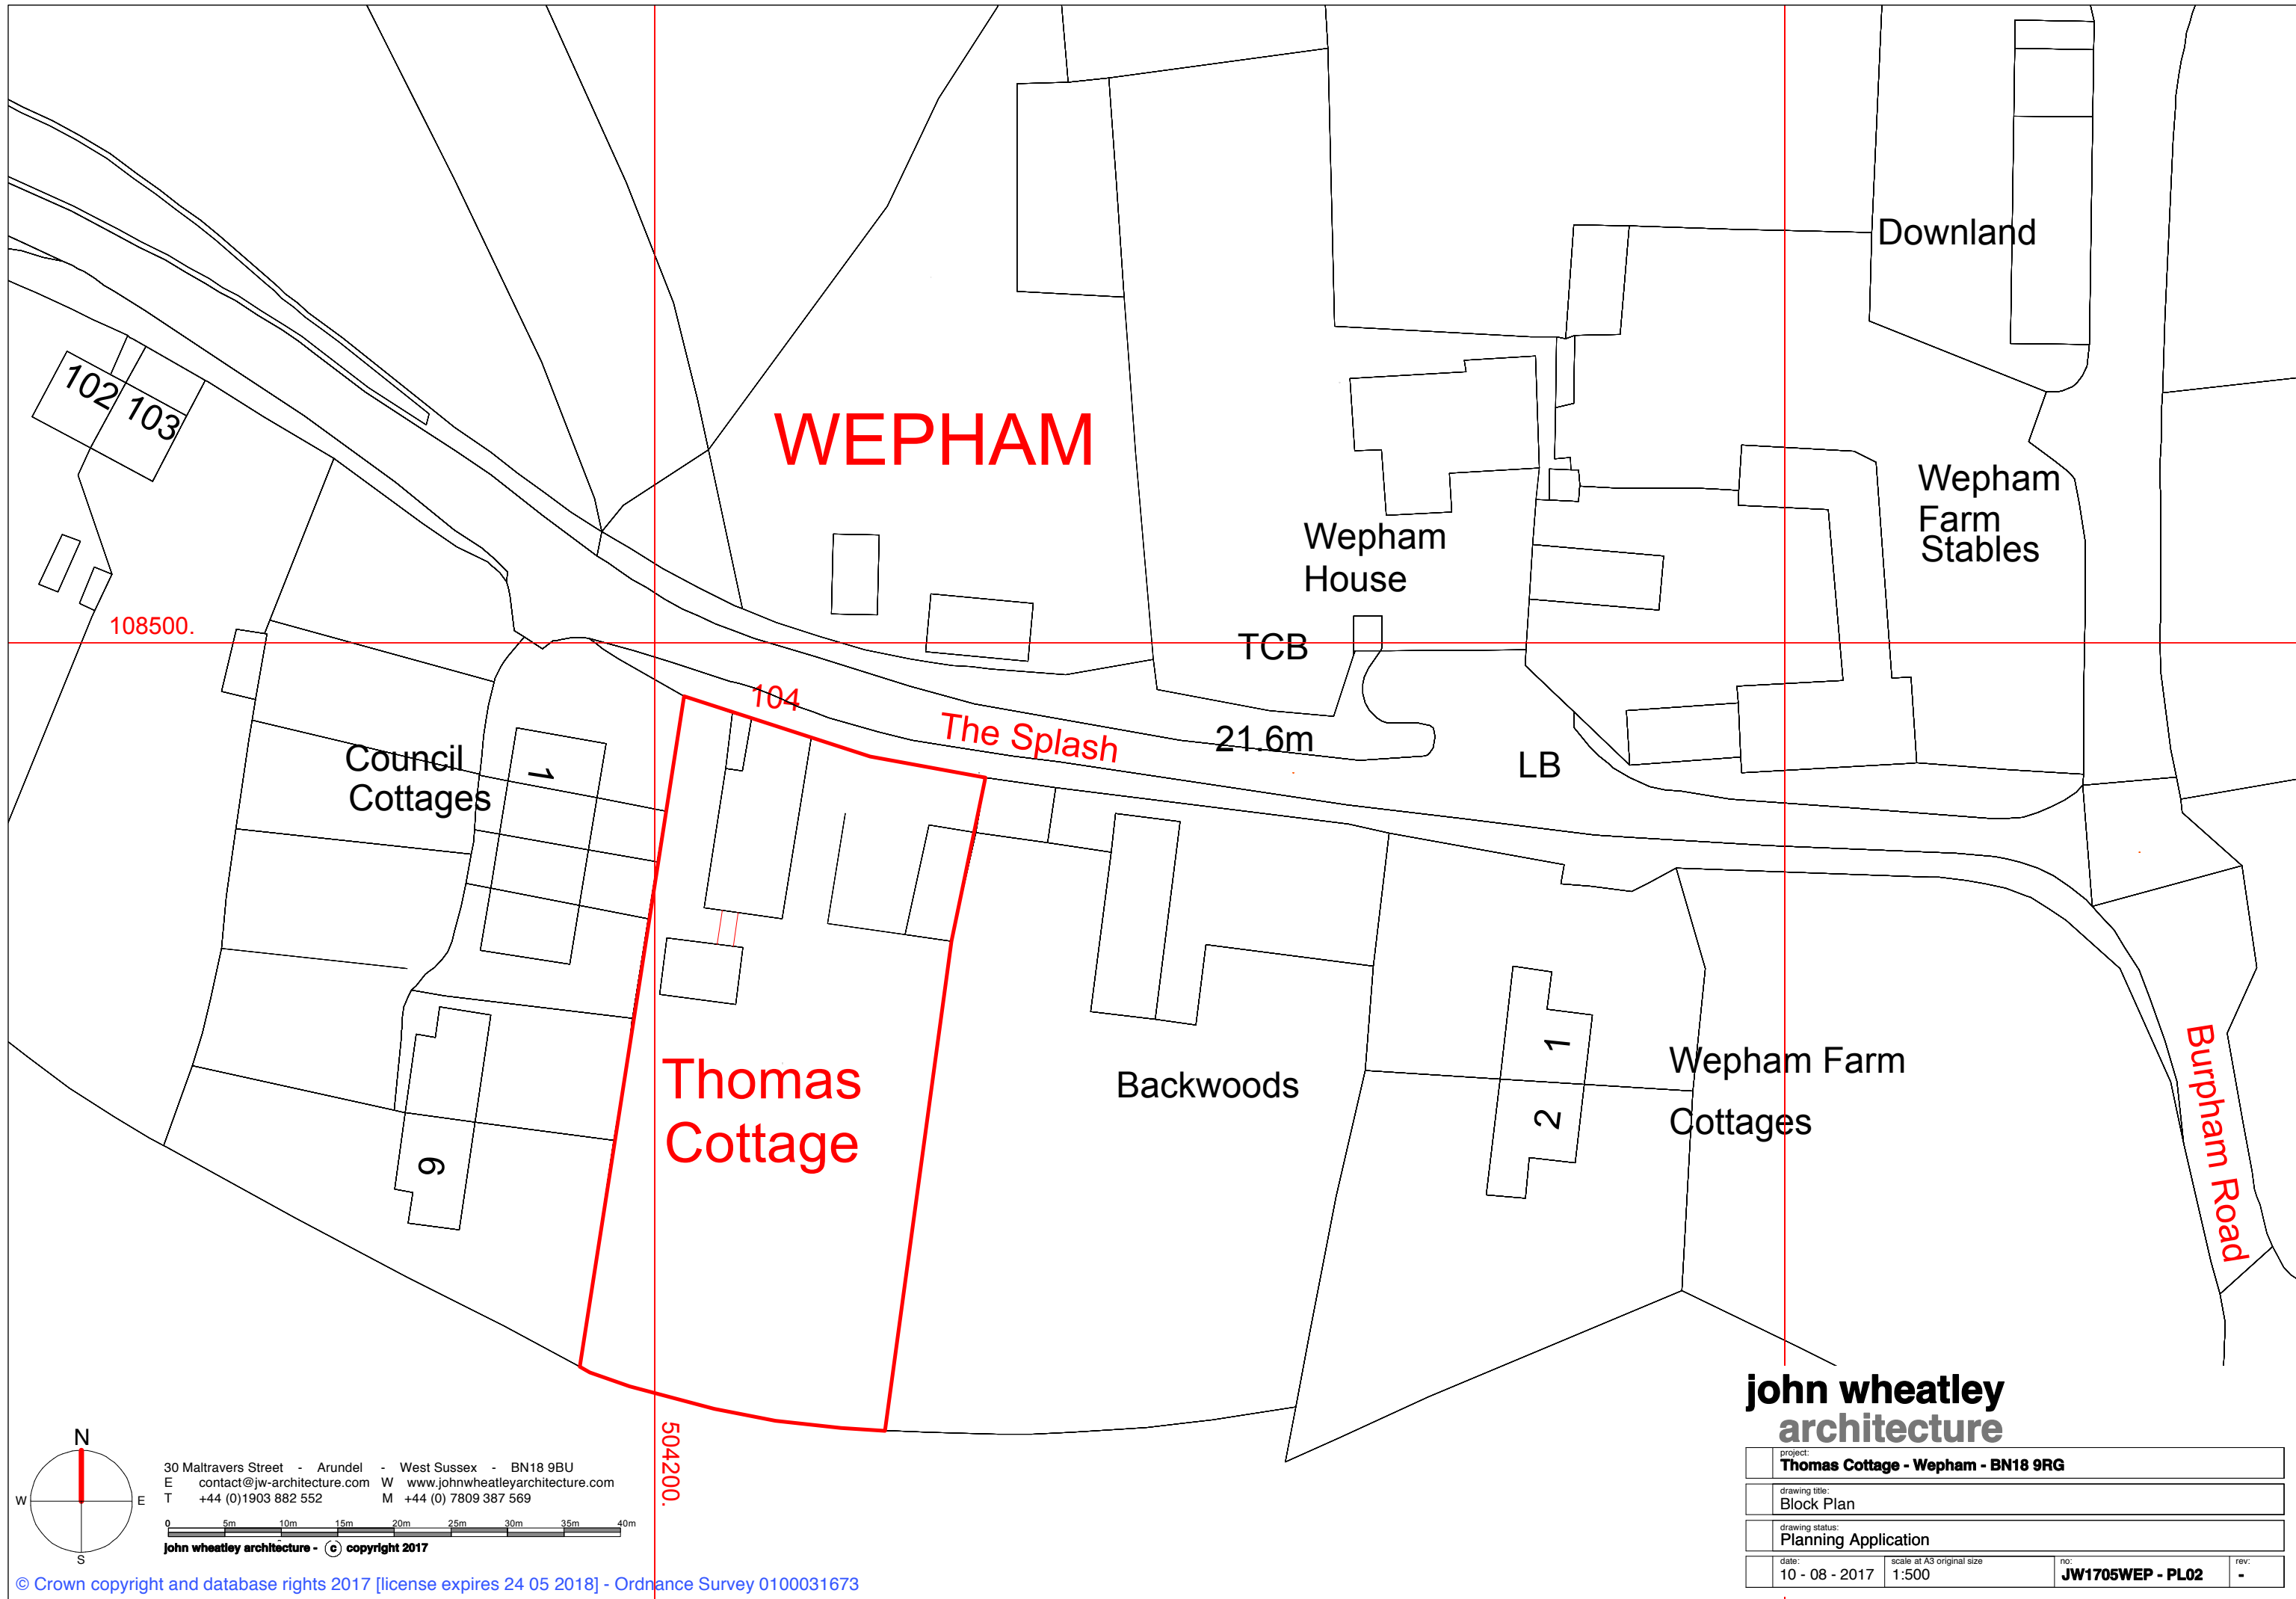 Downland
102
103
WEPHAM
Wepham
Farm
Stables
Wepham
House
108500.
TCB
104
The Splash
21.6m
LB
Council
Cottages
1
Thomas
Cottage
Backwoods
1
2
Wepham Farm
Cottages
9
Burpham Road
504200.
N
W
E
S
30 Maltravers Street - Arundel - West Sussex - BN18 9BU
E contact@jw-architecture.com W www.johnwheatleyarchitecture.com
T +44 (0)1903 882 552 M +44 (0) 7809 387 569
0 5m 10m 15m 20m 25m 30m 35m 40m
john wheatley architecture - © copyright 2017
© Crown copyright and database rights 2017 [license expires 24 05 2018] - Ordnance Survey 0100031673
john wheatley
architecture
project:
Thomas Cottage - Wepham - BN18 9RG
drawing title:
Block Plan
drawing status:
Planning Application
date:
10 - 08 - 2017
scale at A3 original size
1:500
no:
JW1705WEP - PL02
rev:
-